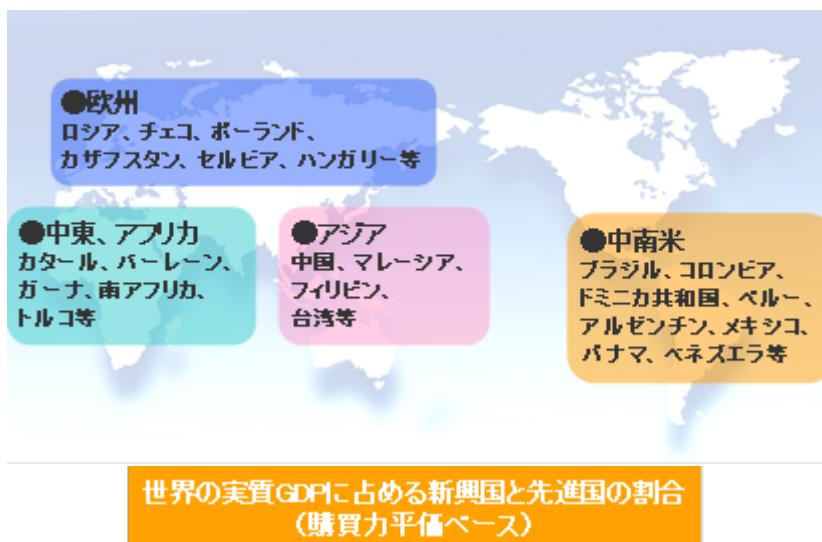 ●欧州
ロシア、チェコ、ポーランド、
カザフスタン、セルビア、ハンガリー等
●中東、アフリカ
カタール、バーレーン、
ガーナ、南アフリカ、
トルコ等
●アジア
中国、マレーシア、
フィリピン、
台湾等
●中南米
ブラジル、コロンビア、
ドミニカ共和国、ペルー、
アルゼンチン、メキシコ、
パナマ、ベネズエラ等
世界の実質GDPに占める新興国と先進国の割合
（購買力平価ベース）